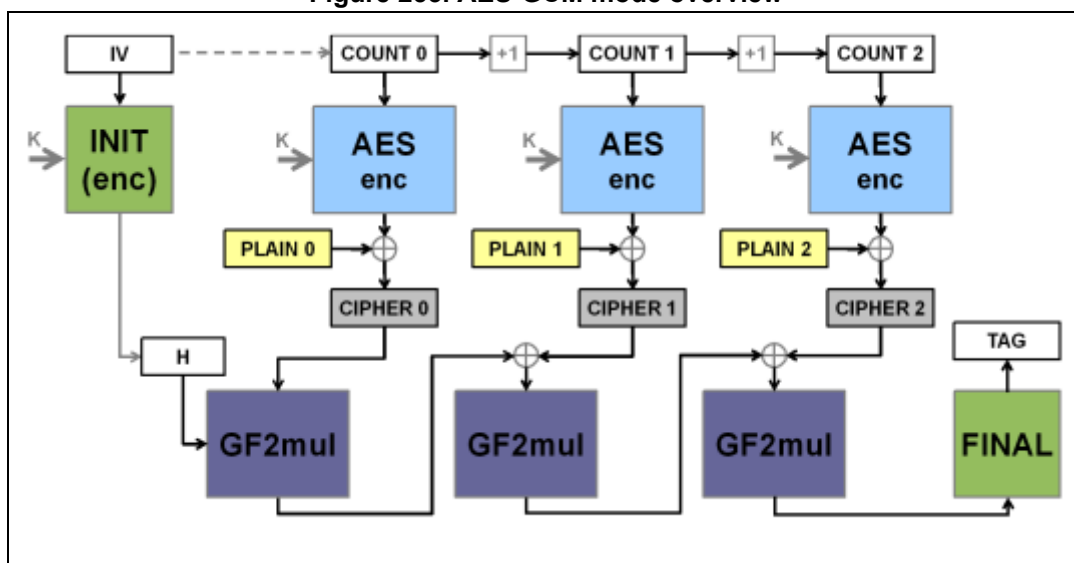 Figure AES-GCM mode overview
IV
COUNT 0
+1
COUNT 1
+1
COUNT 2
K
INIT
(enc)
K
AES
enc
K
AES
enc
K
AES
enc
PLAIN 0
PLAIN 1
PLAIN 2
CIPHER 0
CIPHER 1
CIPHER 2
H
TAG
GF2mul
GF2mul
GF2mul
FINAL